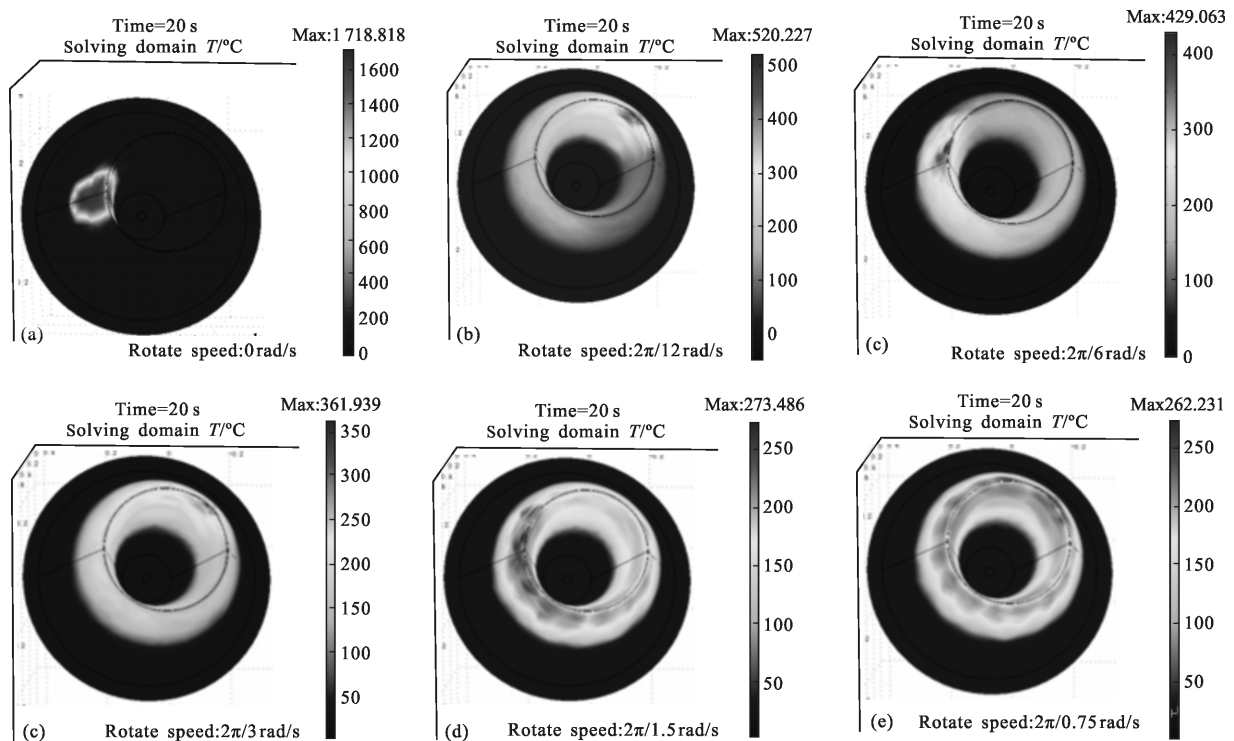 Time=20 s
Solving domain T/°C
Max:1 718.818
1600
1400
1200
1000
800
600
400
200
0
(a)
Rotate speed:0 rad/s
Time=20 s
Solving domain T/°C
Max:520.227
500
400
300
200
100
0
(b)
Rotate speed:2π/12 rad/s
Time=20 s
Solving domain T/°C
Max:429.063
400
300
200
100
0
(c)
Rotate speed:2π/6 rad/s
Time=20 s
Solving domain T/°C
Max:361.939
350
300
250
200
150
100
50
(c)
Rotate speed:2π/3 rad/s
Time=20 s
Solving domain T/°C
Max:273.486
250
200
150
100
50
(d)
Rotate speed:2π/1.5 rad/s
Time=20 s
Solving domain T/°C
Max262.231
250
200
150
100
50
(e)
Rotate speed:2π/0.75 rad/s